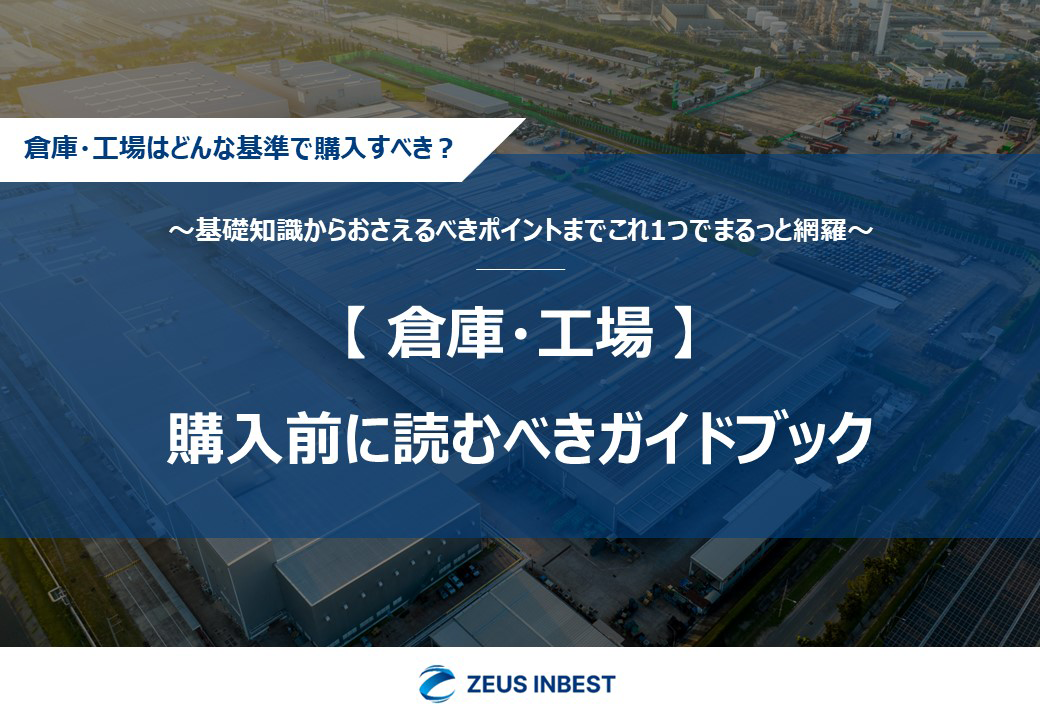 倉庫・工場はどんな基準で購入すべき？
～基礎知識からおさえるべきポイントまでこれ1つでまるっと網羅～
【 倉庫・工場 】
購入前に読むべきガイドブック
ZEUS INBEST